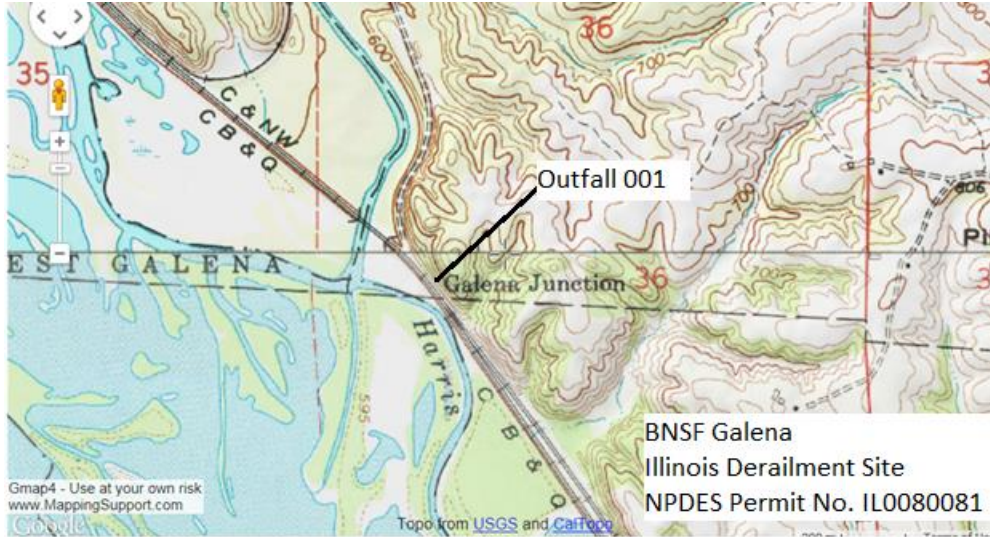 36
600
700
35
C & NW
C B & Q
Outfall 001
700
606
EST GALENA
Galena Junction
36
700
Harris
595
C B & Q
BNSF Galena
Illinois Derailment Site
NPDES Permit No. IL0080081
Gmap4 - Use at your own risk
www.MappingSupport.com
Google
Topo from USGS and CalTopo